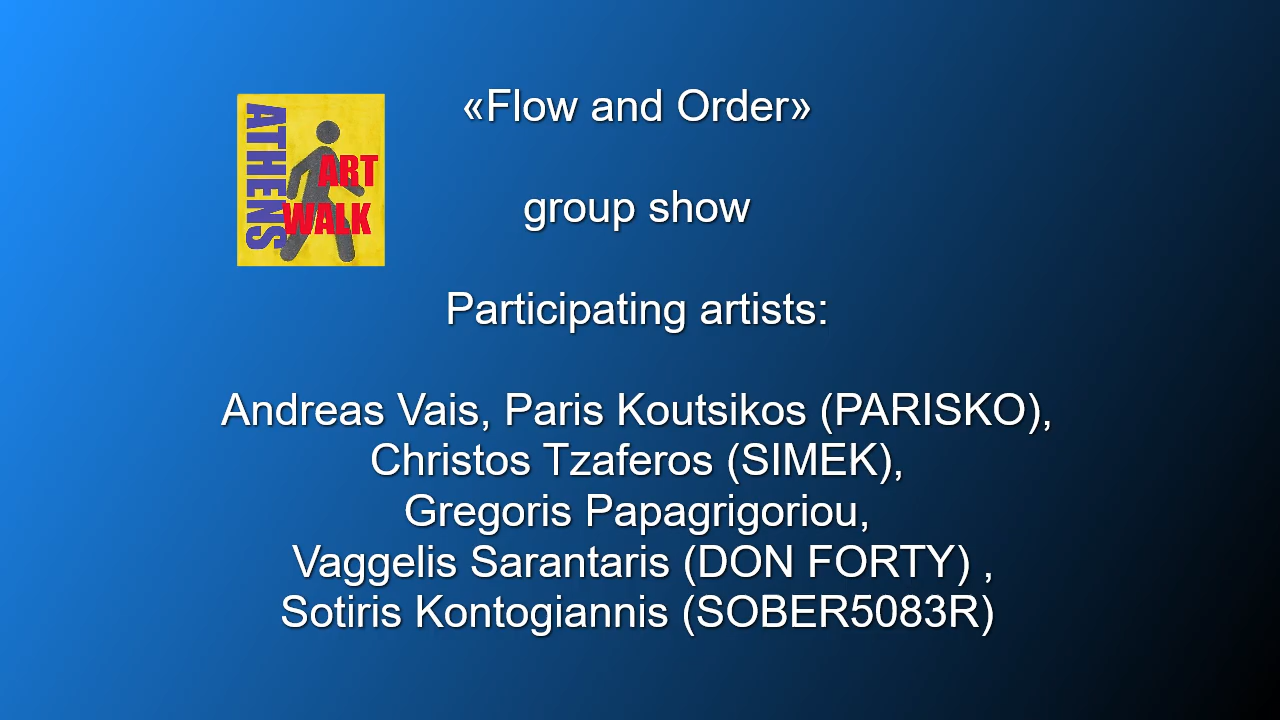 «Flow and Order»
ATHENS
ART
WALK
group show
Participating artists:
Andreas Vais, Paris Koutsikos (PARISKO),
Christos Tzaferos (SIMEK),
Gregoris Papagrigoriou,
Vaggelis Sarantaris (DON FORTY) ,
Sotiris Kontogiannis (SOBER5083R)